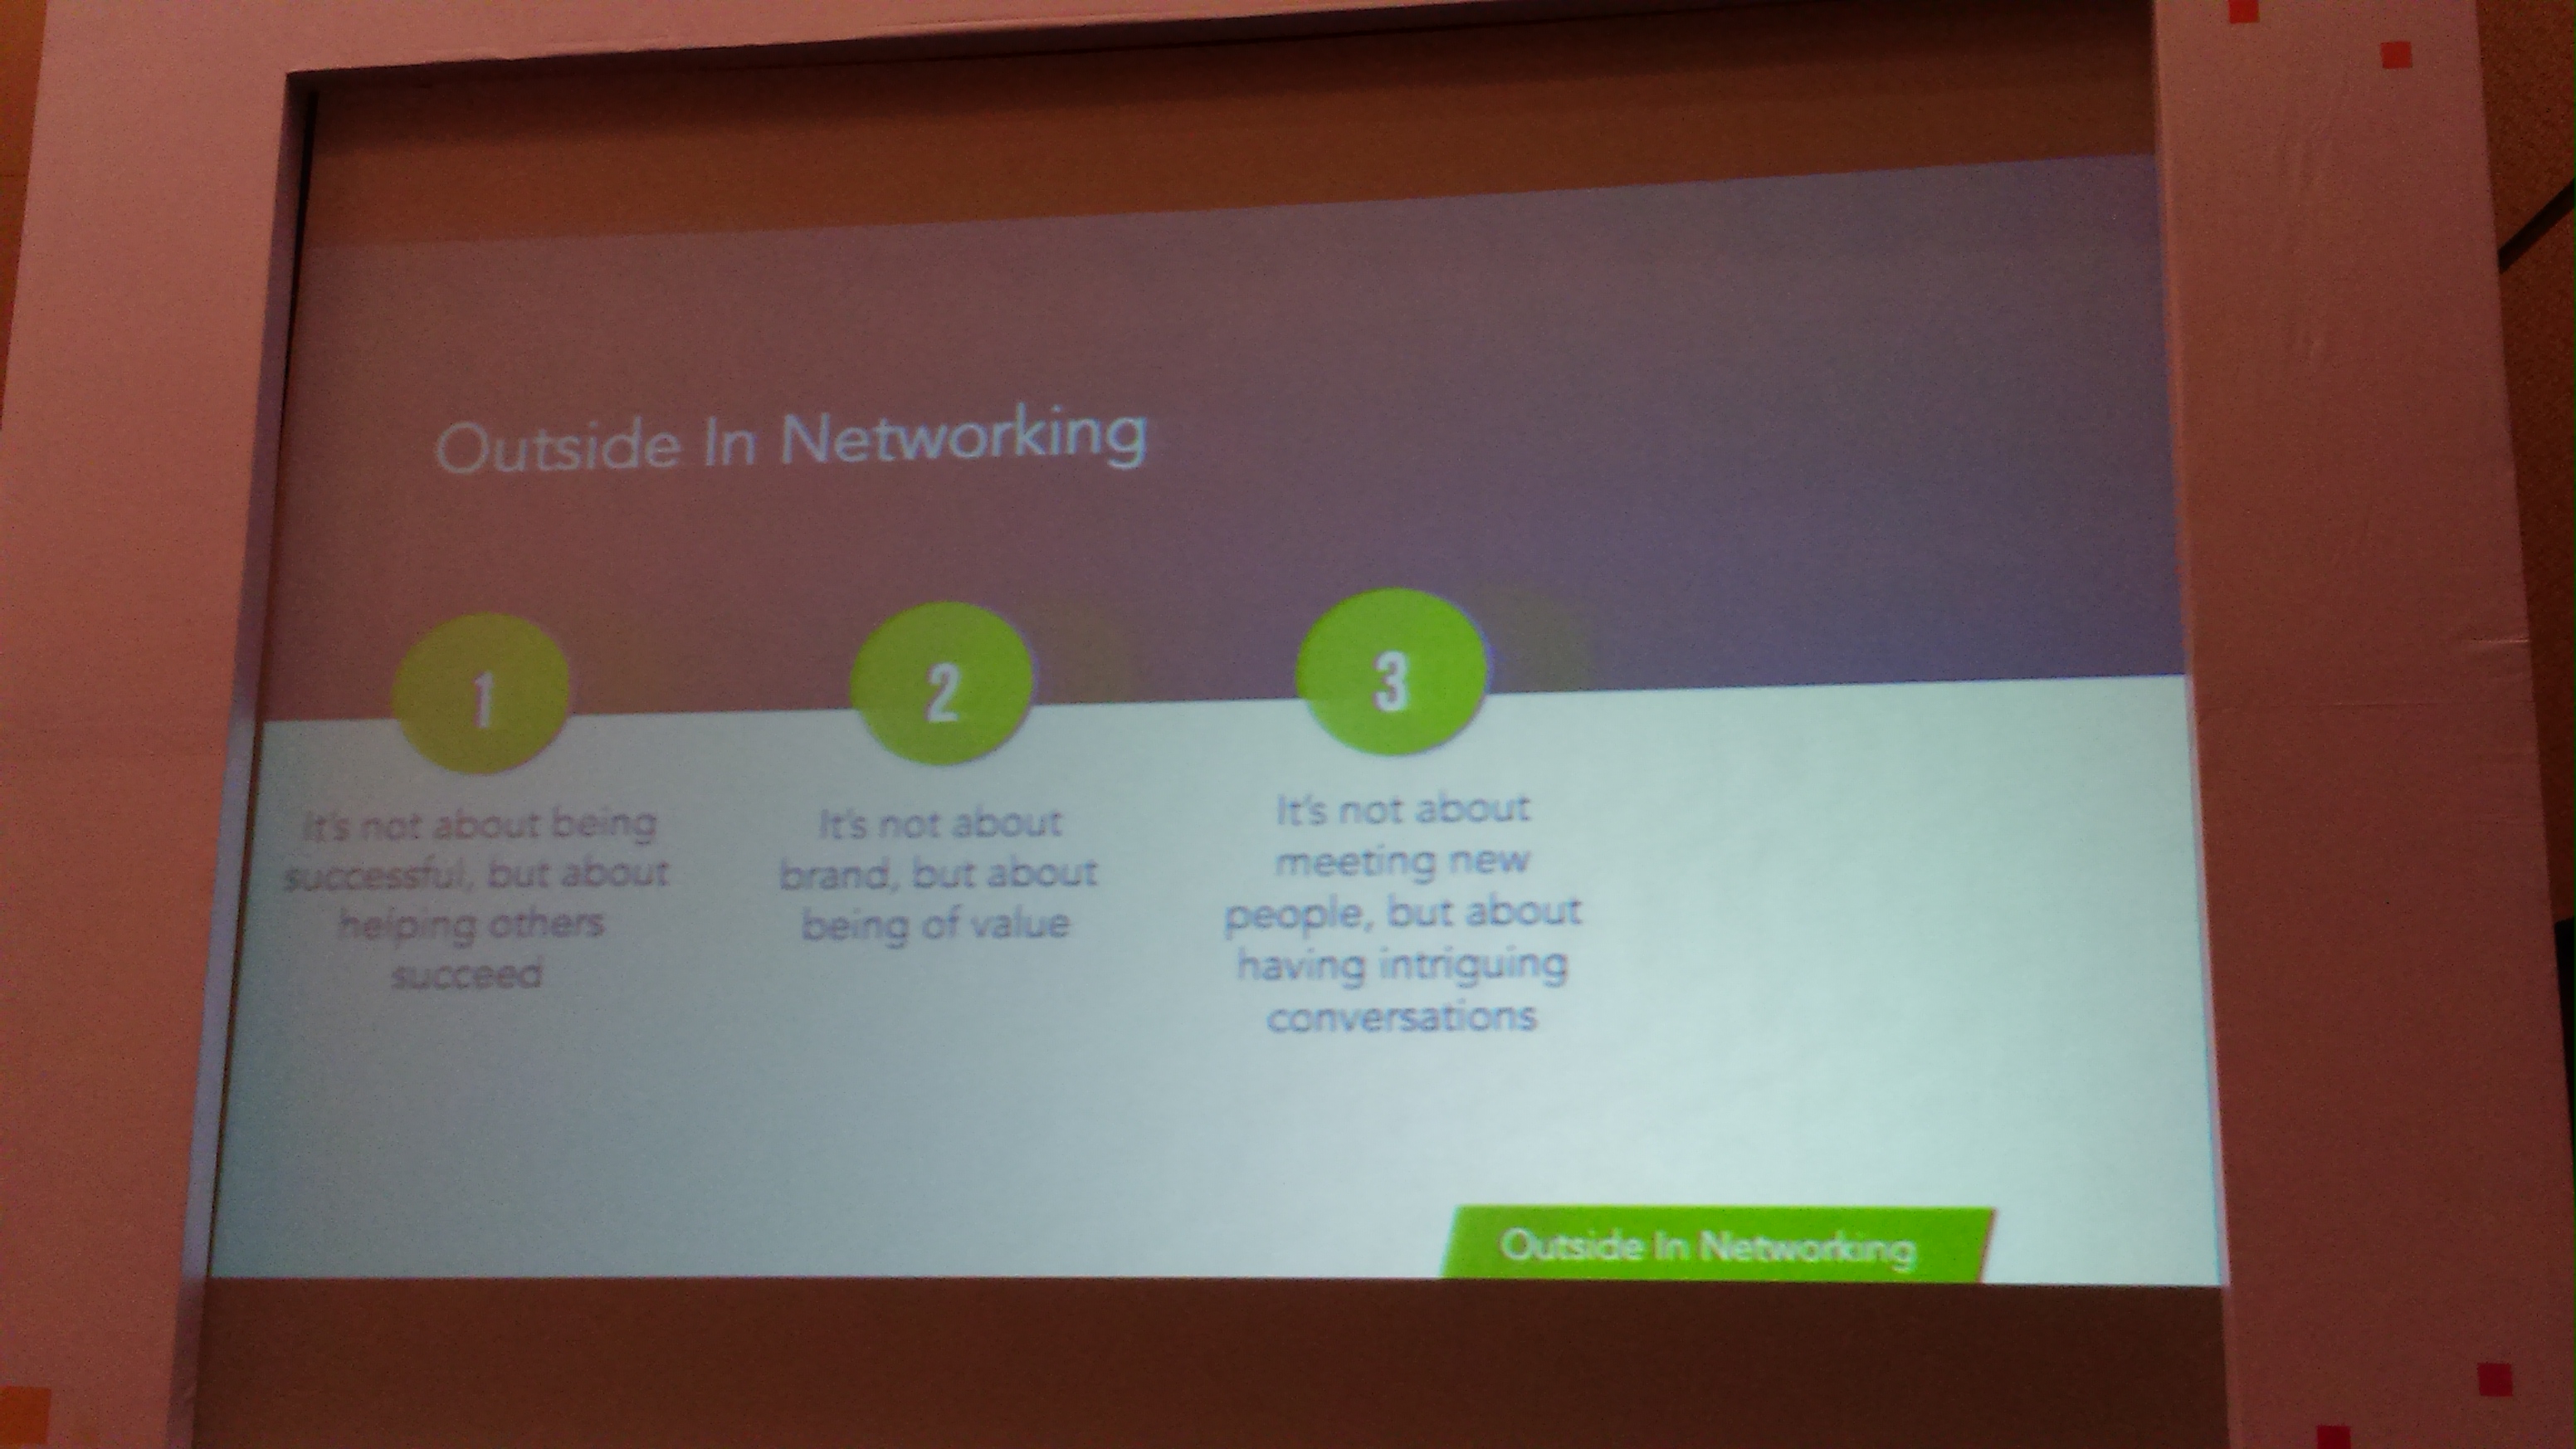 Outside In Networking
1
It's not about being
successful, but about
helping others
succeed
2
It's not about
brand, but about
being of value
3
It's not about
meeting new
people, but about
having intriguing
conversations
Outside In Networking